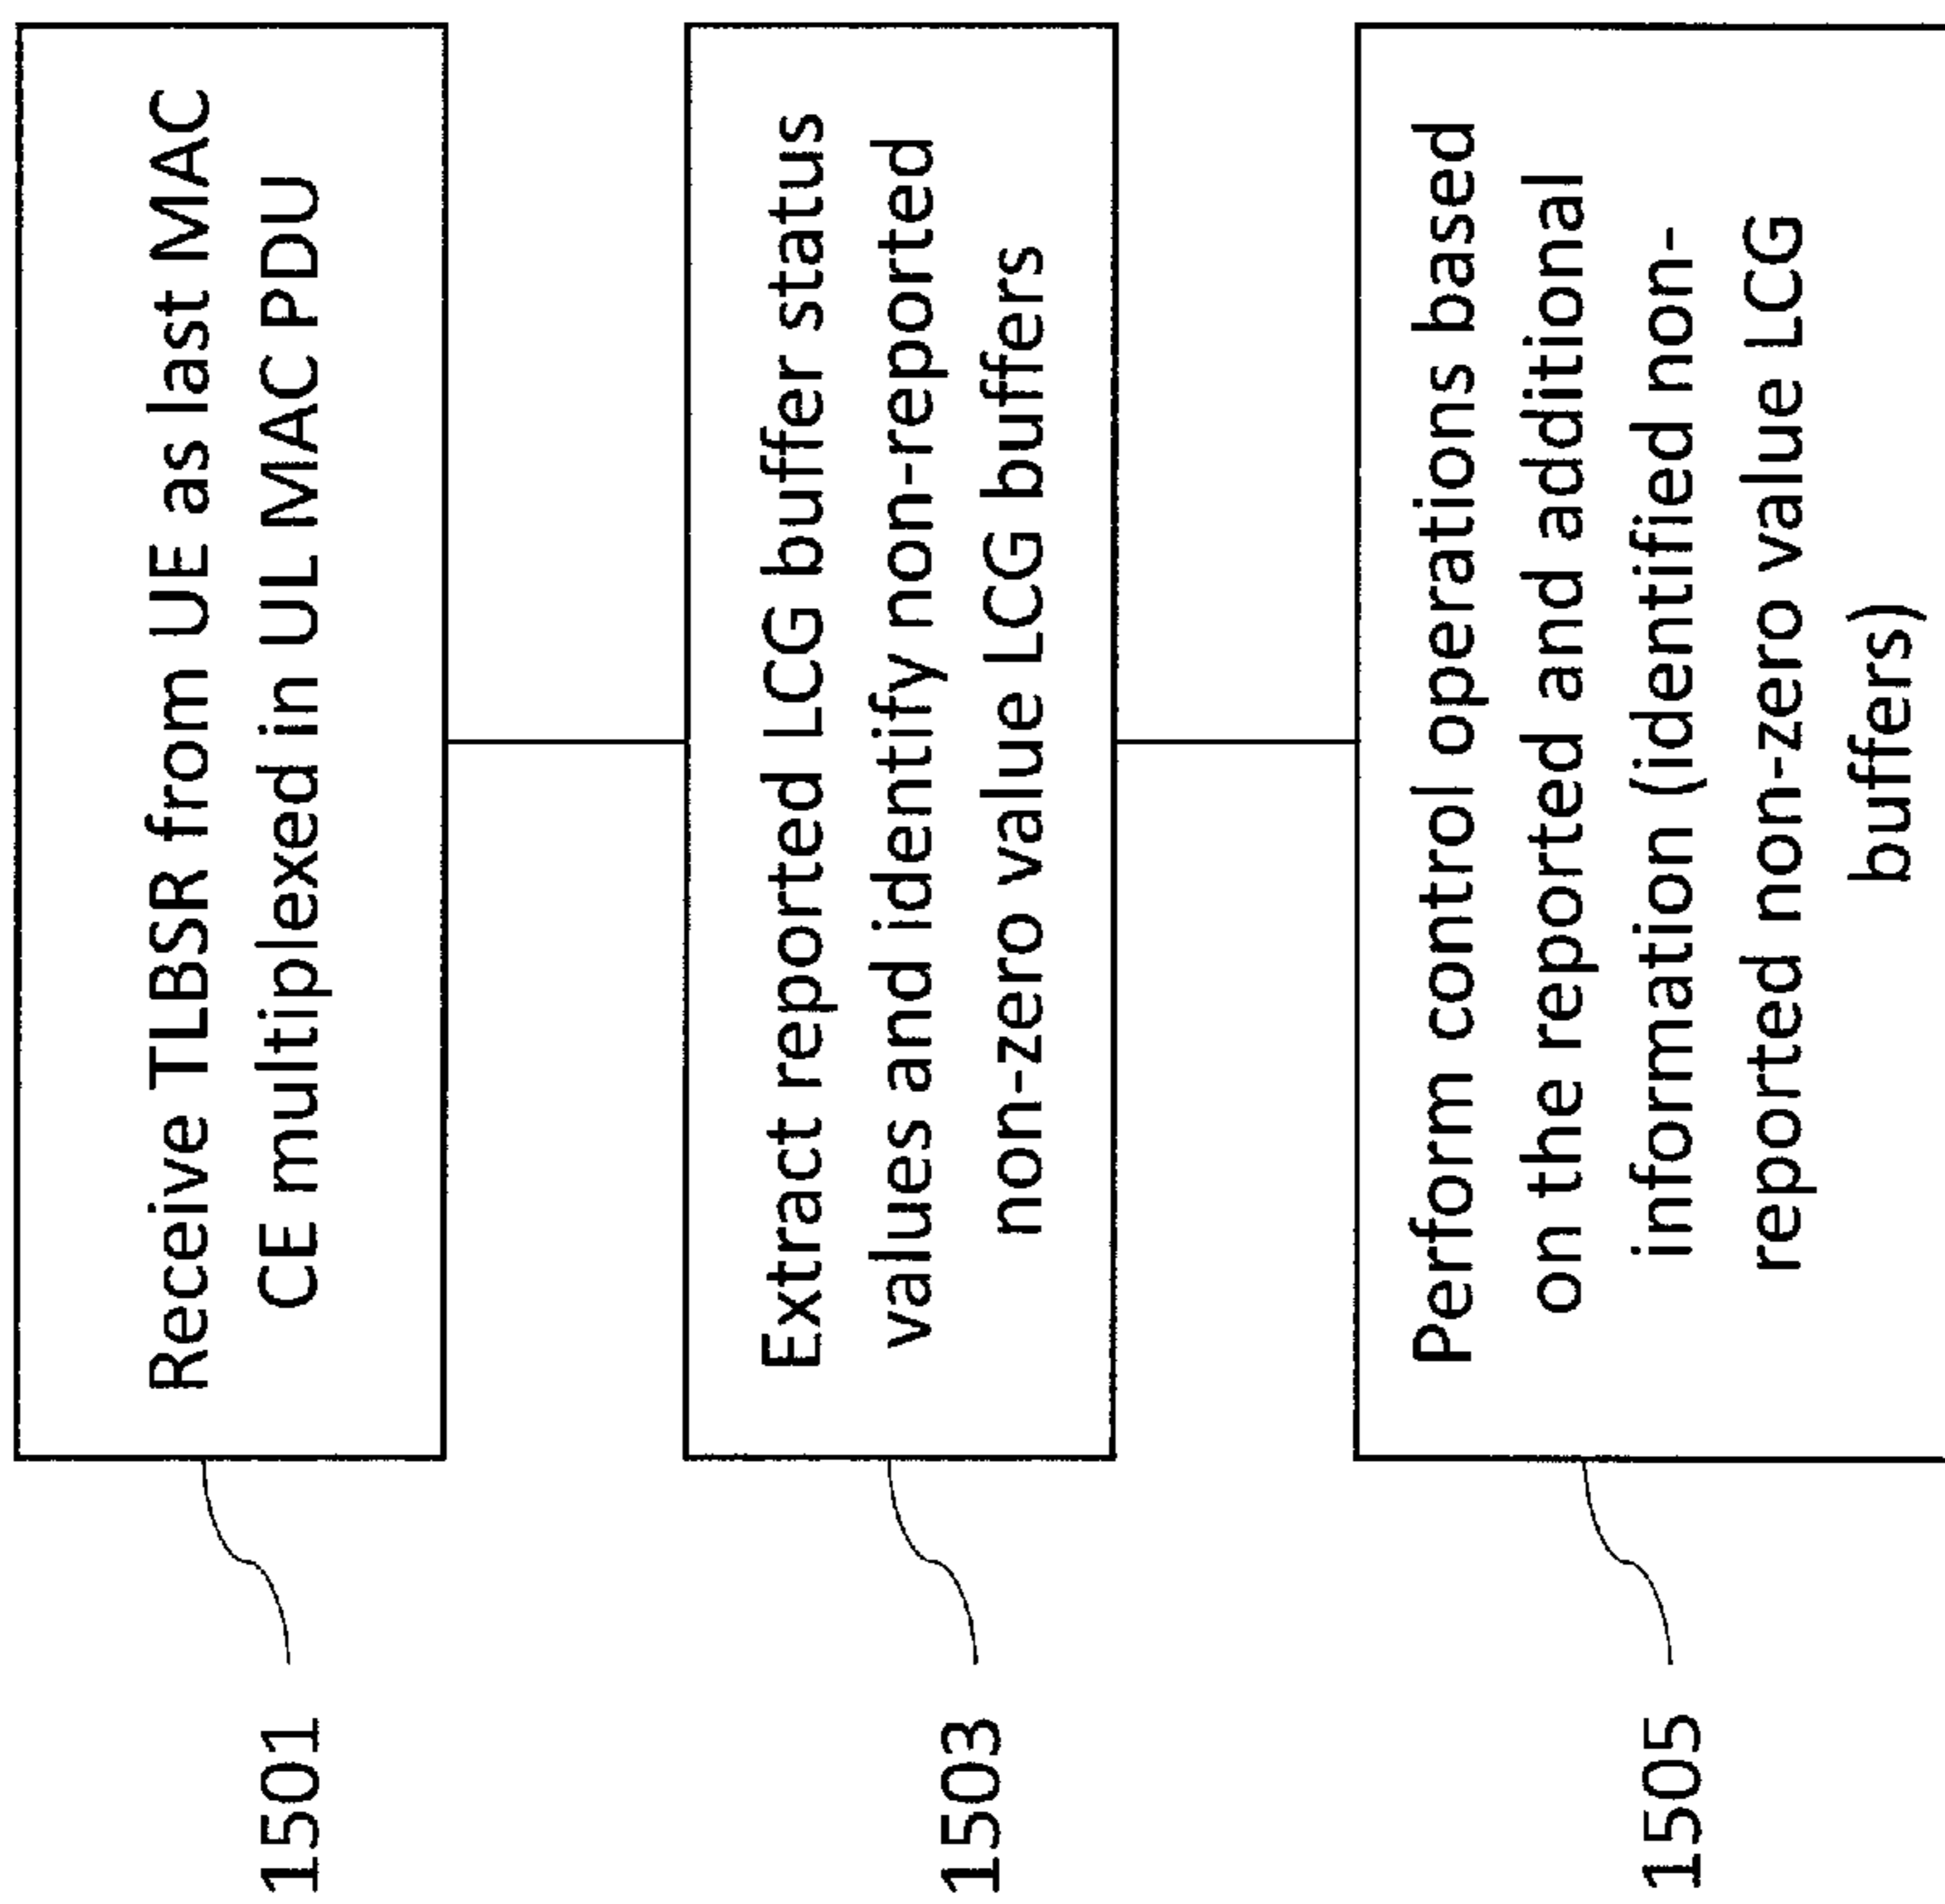 1501
Receive TLBSR from UE as last MAC
CE multiplexed in UL MAC PDU
1503
Extract reported LCG buffer status
values and identify non-reported
non-zero value LCG buffers
1505
Perform control operations based
on the reported and additional
information (identified non-
reported non-zero value LCG
buffers)